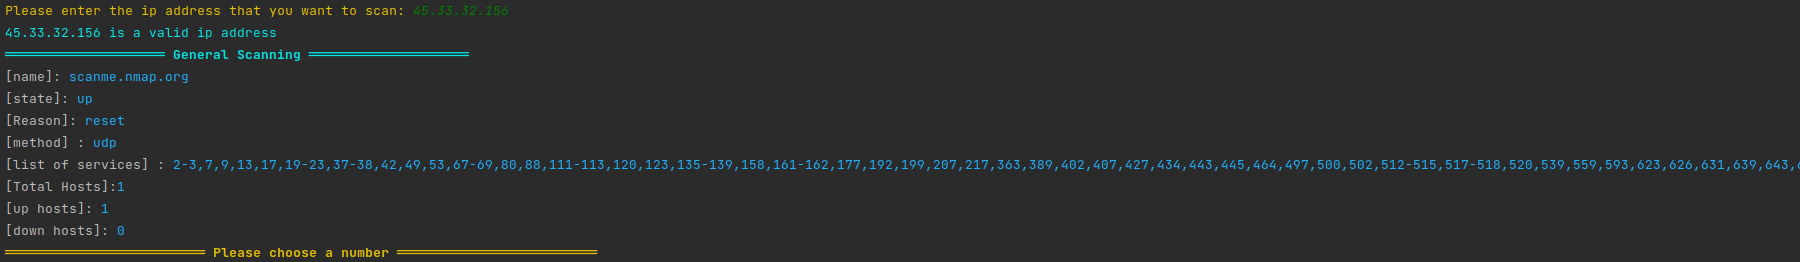 Please enter the ip address that you want to scan: 45.33.32.156
45.33.32.156 is a valid ip address
════════════════════ General Scanning ════════════════════
[name]: scanme.nmap.org
[state]: up
[Reason]: reset
[method] : udp
[list of services] : 2-3,7,9,13,17,19-23,37-38,42,49,53,67-69,80,88,111-113,120,123,135-139,158,161-162,177,192,199,207,217,363,389,402,407,427,434,443,445,464,497,500,502,512-515,517-518,520,539,559,593,623,626,631,639,643,
[Total Hosts]:1
[up hosts]: 1
[down hosts]: 0
═════════════════════════ Please choose a number ═════════════════════════